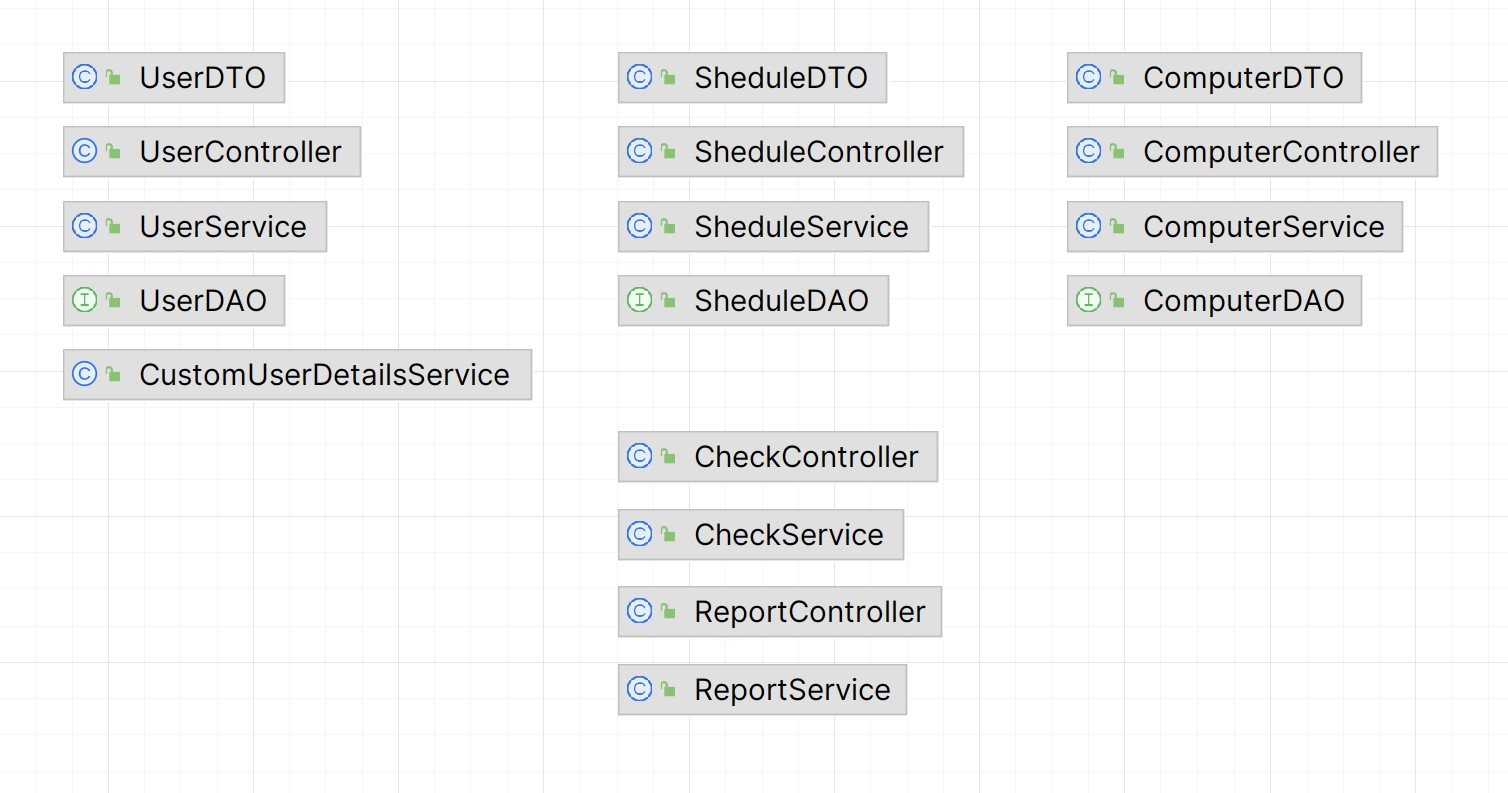 UserDTO
UserController
UserService
UserDAO
CustomUserDetailsService
SheduleDTO
SheduleController
SheduleService
SheduleDAO
CheckController
CheckService
ReportController
ReportService
ComputerDTO
ComputerController
ComputerService
ComputerDAO